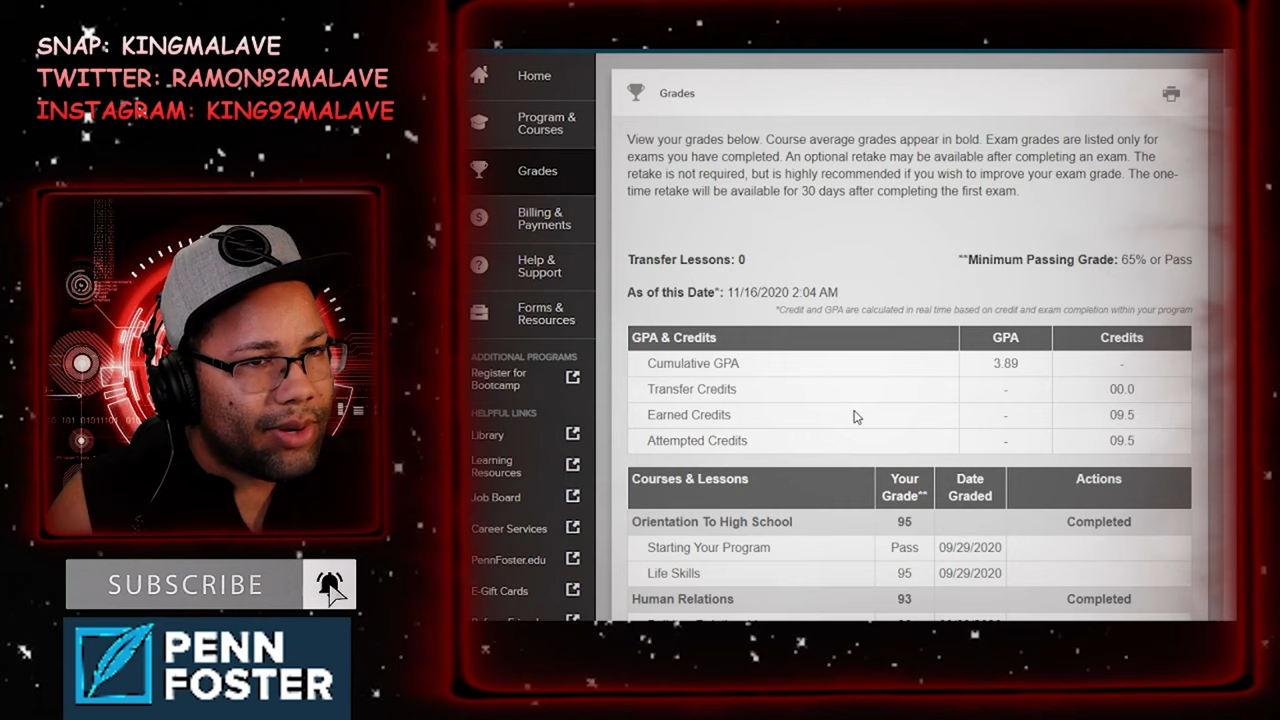 SNAP: KINGMALAVE
TWITTER: RAMON92MALAVE
INSTAGRAM: KING92MALAVE
SUBSCRIBE
PENN
FOSTER
Home
Program &
Courses
Grades
Billing &
Payments
Help &
Support
Forms &
Resources
ADDITIONAL PROGRAMS
Register for
Bootcamp
HELPFUL LINKS
Library
Learning
Resources
Job Board
Career Services
PennFoster.edu
E-Gift Cards
Grades
View your grades below. Course average grades appear in bold. Exam grades are listed only for
exams you have completed. An optional retake may be available after completing an exam. The
retake is not required, but is highly recommended if you wish to improve your exam grade. The one-
time retake will be available for 30 days after completing the first exam.
Transfer Lessons: 0 **Minimum Passing Grade: 65% or Pass
As of this Date*: 11/16/2020 2:04 AM
*Credit and GPA are calculated in real time based on credit and exam completion within your program
GPA & Credits GPA Credits
Cumulative GPA 3.89 -
Transfer Credits - 00.0
Earned Credits - 09.5
Attempted Credits - 09.5
Courses & Lessons Your Grade** Date Graded Actions
Orientation To High School 95 Completed
Starting Your Program Pass 09/29/2020
Life Skills 95 09/29/2020
Human Relations 93 Completed